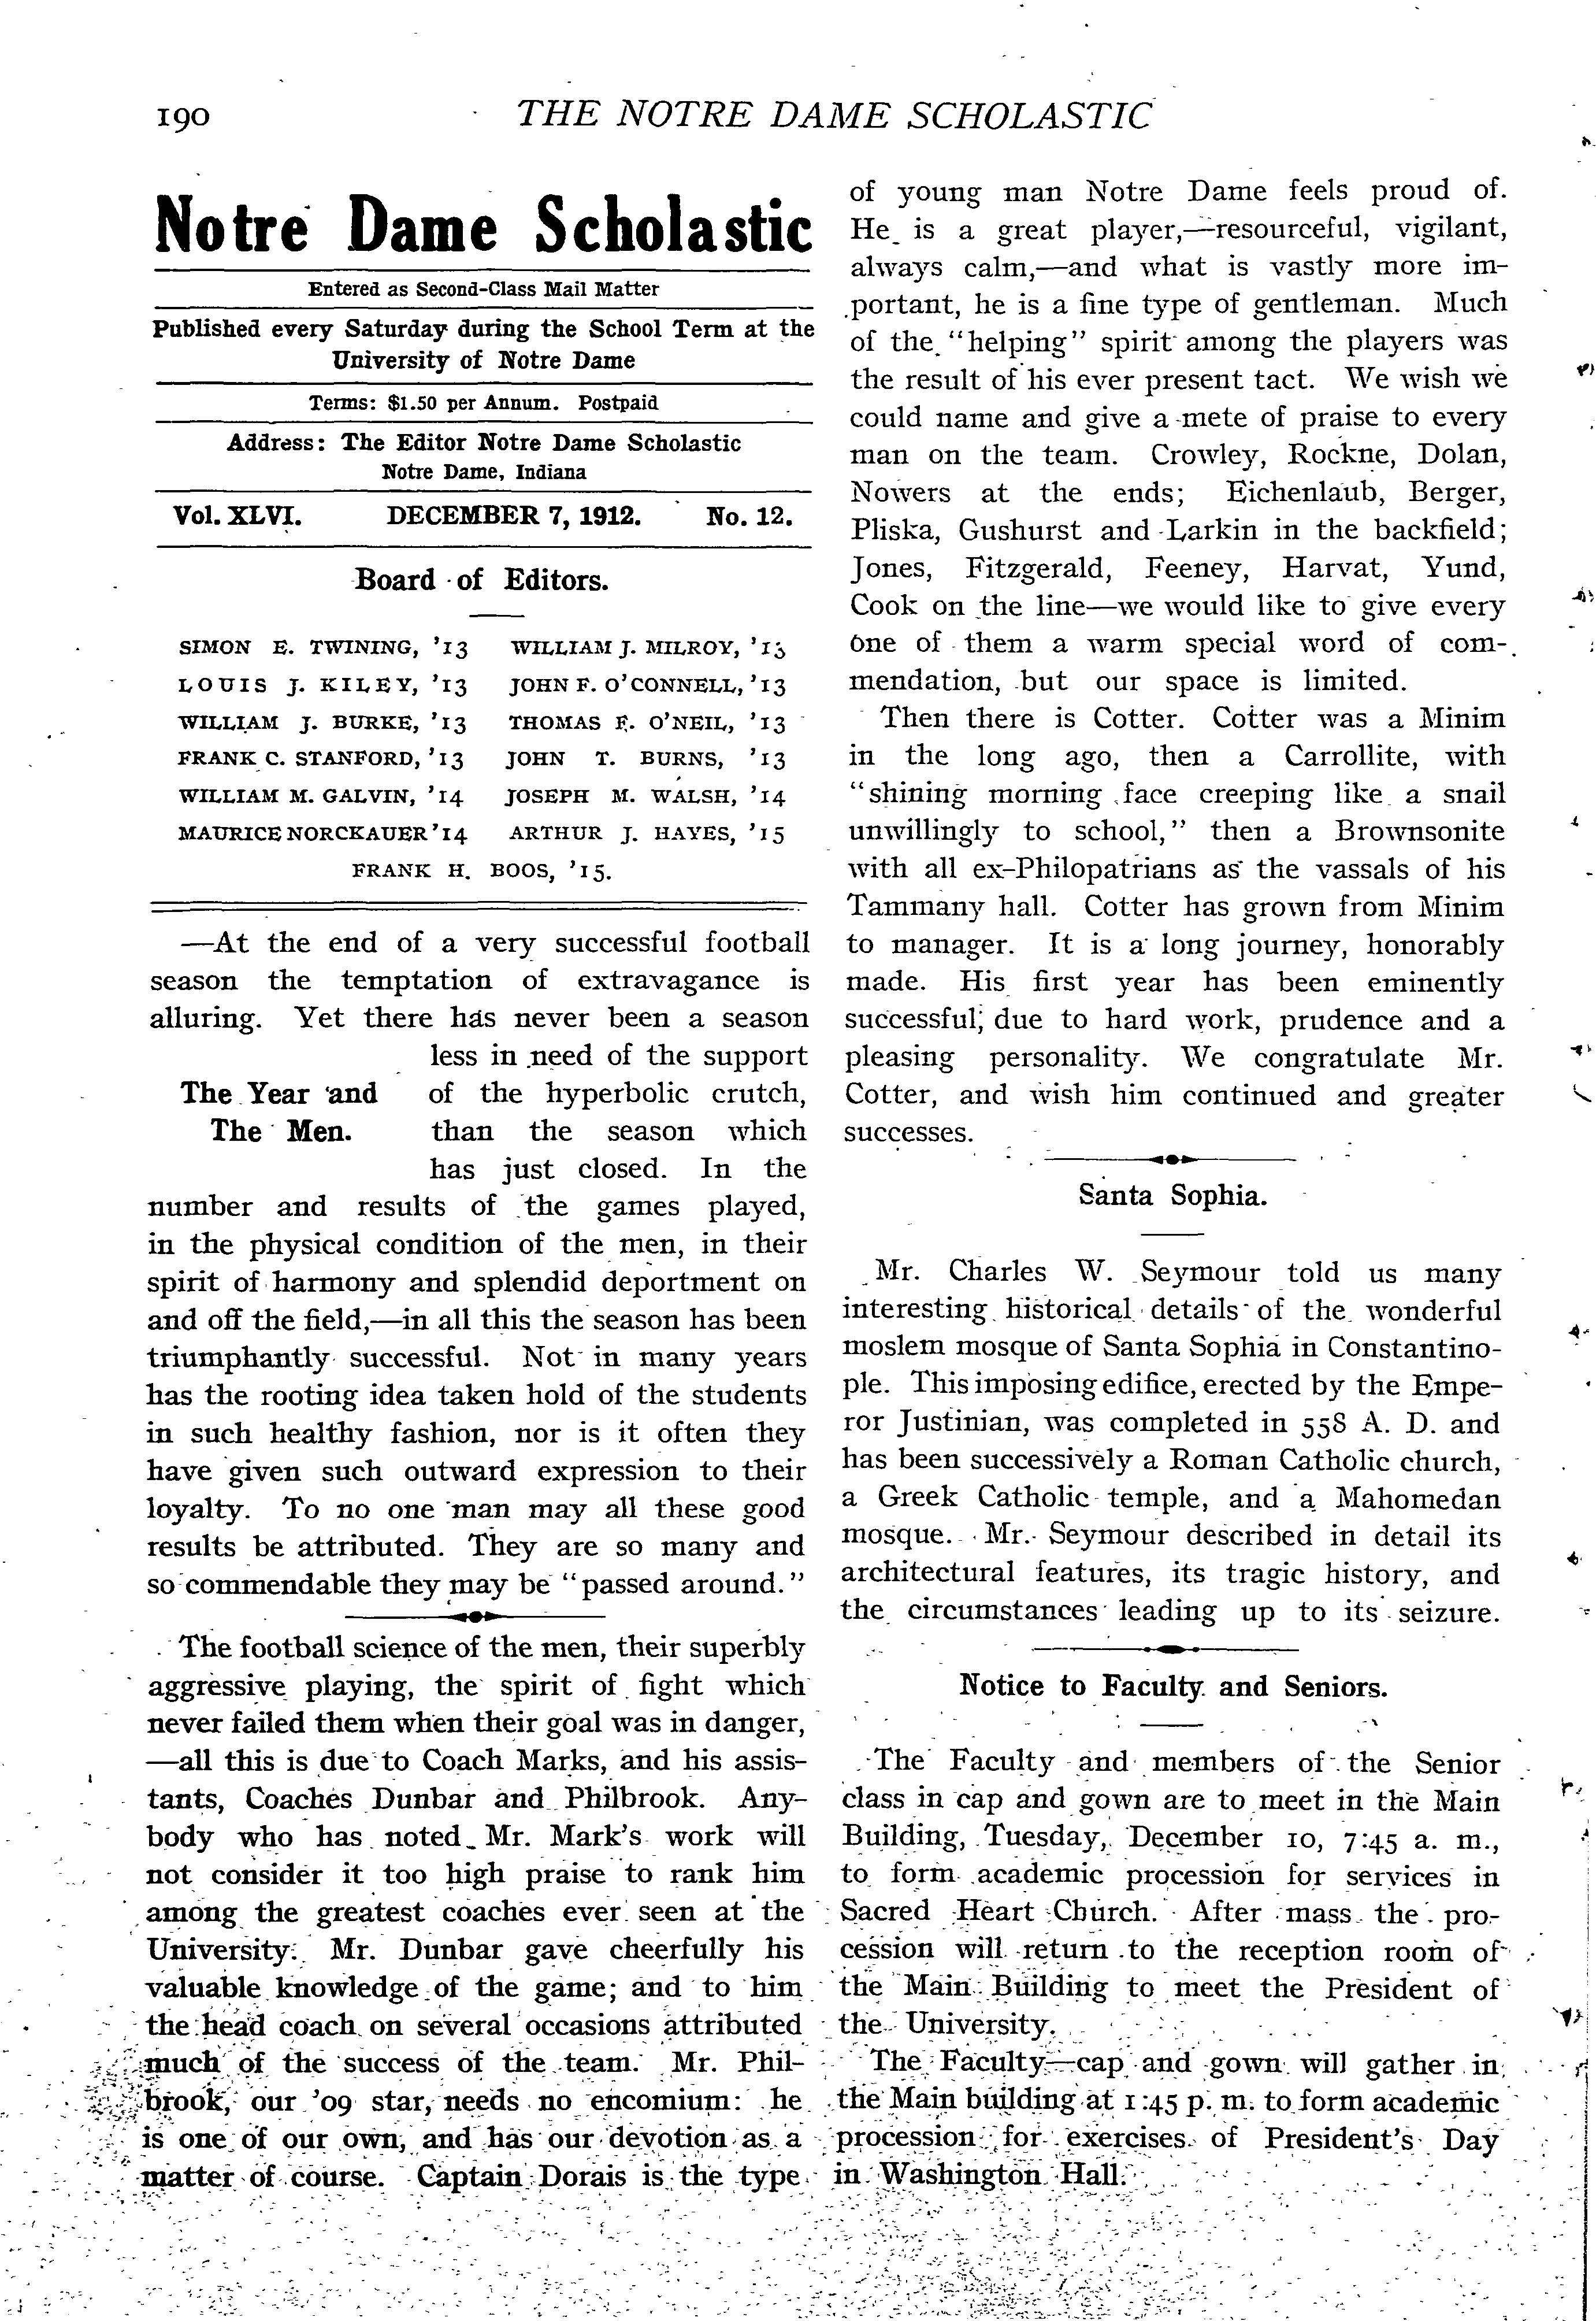 190
THE NOTRE DAME SCHOLASTIC
Notre Dame Scholastic
Entered as Second-Class Mail Matter
Published every Saturday during the School Term at the
University of Notre Dame
Terms: $1.50 per Annum. Postpaid
Address: The Editor Notre Dame Scholastic
Notre Dame, Indiana
Vol. XLVI. DECEMBER 7, 1912. No. 12.
Board of Editors.
SIMON E. TWINING, '13 WILLIAM J. MILROY, '13
LOUIS J. KILEY, '13 JOHN F. O'CONNELL, '13
WILLIAM J. BURKE, '13 THOMAS F. O'NEIL, '13
FRANK C. STANFORD, '13 JOHN T. BURNS, '13
WILLIAM M. GALVIN, '14 JOSEPH M. WALSH, '14
MAURICE NORCKAUER '14 ARTHUR J. HAYES, '15
FRANK H. BOOS, '15.
—At the end of a very successful football
season the temptation of extravagance is
alluring. Yet there has never been a season
less in need of the support
The Year and of the hyperbolic crutch,
The Men. than the season which
has just closed. In the
number and results of the games played,
in the physical condition of the men, in their
spirit of harmony and splendid deportment on
and off the field,—in all this the season has been
triumphantly successful. Not in many years
has the rooting idea taken hold of the students
in such healthy fashion, nor is it often they
have given such outward expression to their
loyalty. To no one man may all these good
results be attributed. They are so many and
so commendable they may be "passed around."
The football science of the men, their superbly
aggressive playing, the spirit of fight which
never failed them when their goal was in danger,
—all this is due to Coach Marks, and his assis-
tants, Coaches Dunbar and Philbrook. Any-
body who has noted Mr. Mark's work will
not consider it too high praise to rank him
among the greatest coaches ever seen at the
University. Mr. Dunbar gave cheerfully his
valuable knowledge of the game; and to him
the head coach on several occasions attributed
much of the success of the team. Mr. Phil-
brook, our '09 star, needs no encomium: he
is one of our own, and has our devotion as a
matter of course. Captain Dorais is the type
of young man Notre Dame feels proud of.
He is a great player,—resourceful, vigilant,
always calm,—and what is vastly more im-
portant, he is a fine type of gentleman. Much
of the "helping" spirit among the players was
the result of his ever present tact. We wish we
could name and give a mete of praise to every
man on the team. Crowley, Rockne, Dolan,
Nowers at the ends; Eichenlaub, Berger,
Pliska, Gushurst and Larkin in the backfield;
Jones, Fitzgerald, Feeney, Harvat, Yund,
Cook on the line—we would like to give every
one of them a warm special word of com-
mendation, but our space is limited.
Then there is Cotter. Cotter was a Minim
in the long ago, then a Carrollite, with
"shining morning face creeping like a snail
unwillingly to school," then a Brownsonite
with all ex-Philopatrians as the vassals of his
Tammany hall. Cotter has grown from Minim
to manager. It is a long journey, honorably
made. His first year has been eminently
successful, due to hard work, prudence and a
pleasing personality. We congratulate Mr.
Cotter, and wish him continued and greater
successes.
Santa Sophia.
Mr. Charles W. Seymour told us many
interesting historical details of the wonderful
moslem mosque of Santa Sophia in Constantino-
ple. This imposing edifice, erected by the Empe-
ror Justinian, was completed in 558 A. D. and
has been successively a Roman Catholic church,
a Greek Catholic temple, and a Mahomedan
mosque. Mr. Seymour described in detail its
architectural features, its tragic history, and
the circumstances leading up to its seizure.
Notice to Faculty and Seniors.
The Faculty and members of the Senior
class in cap and gown are to meet in the Main
Building, Tuesday, December 10, 7:45 a. m.,
to form academic procession for services in
Sacred Heart Church. After mass the pro-
cession will return to the reception room of
the Main Building to meet the President of
the University.
The Faculty—cap and gown will gather in
the Main building at 1:45 p. m. to form academic
procession for exercises of President's Day
in Washington Hall.